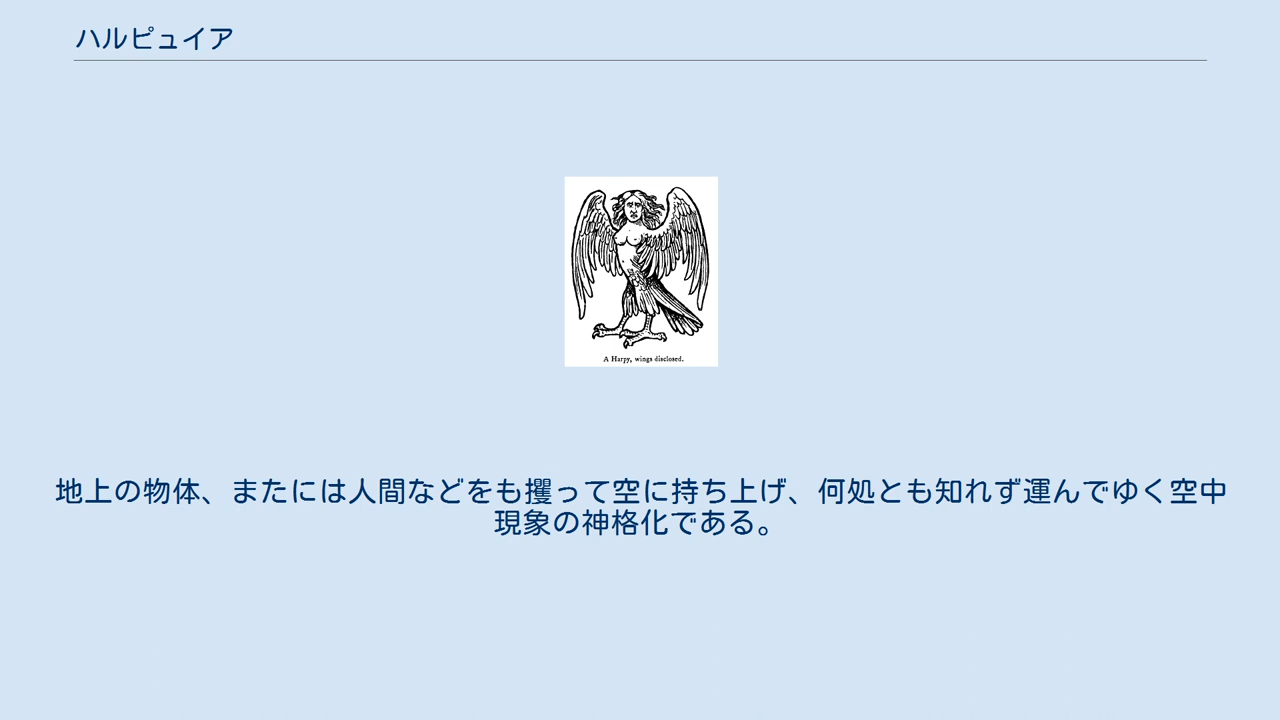 ハルピュイア
A Harpy, wings disclosed.
地上の物体、またには人間などをも攫って空に持ち上げ、何処とも知れず運んでゆく空中
現象の神格化である。